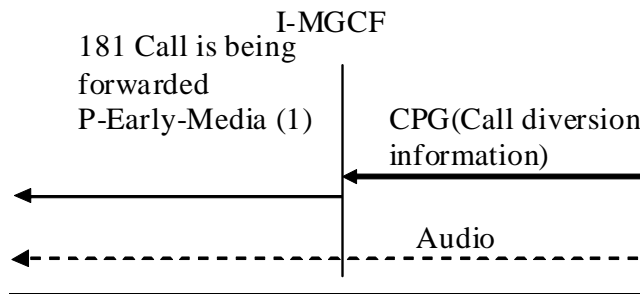 I-MGCF
181 Call is being
forwarded
P-Early-Media (1)
CPG(Call diversion
information)
Audio